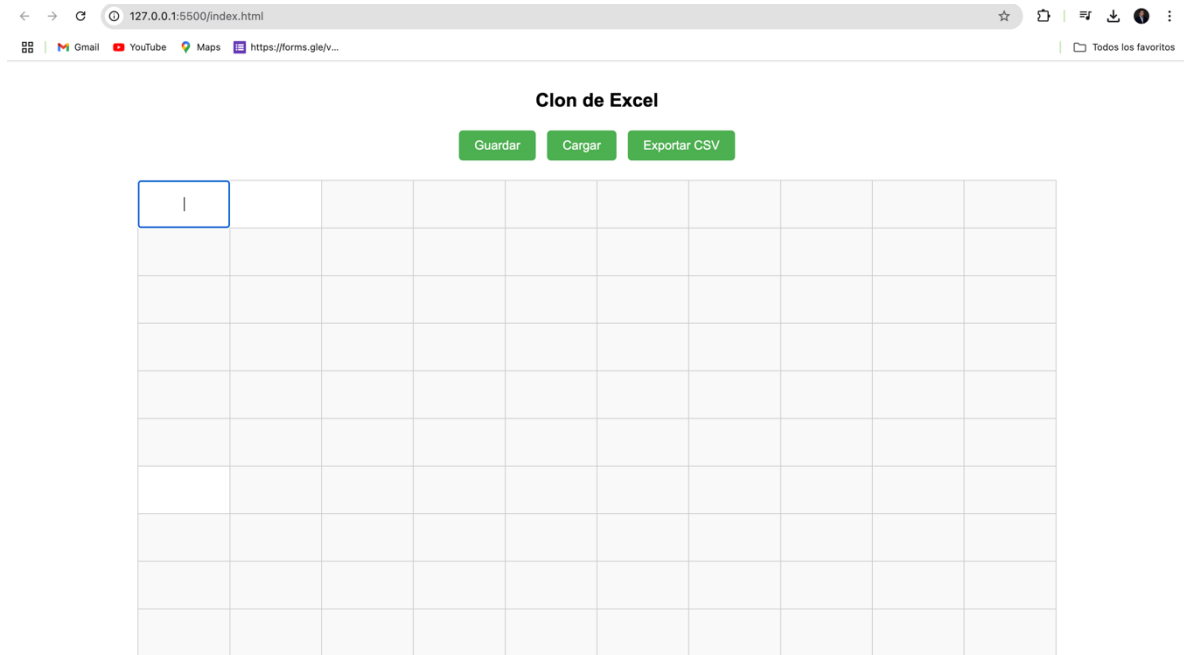 127.0.0.1:5500/index.html
Gmail YouTube Maps https://forms.gle/v... Todos los favoritos
Clon de Excel
Guardar Cargar Exportar CSV